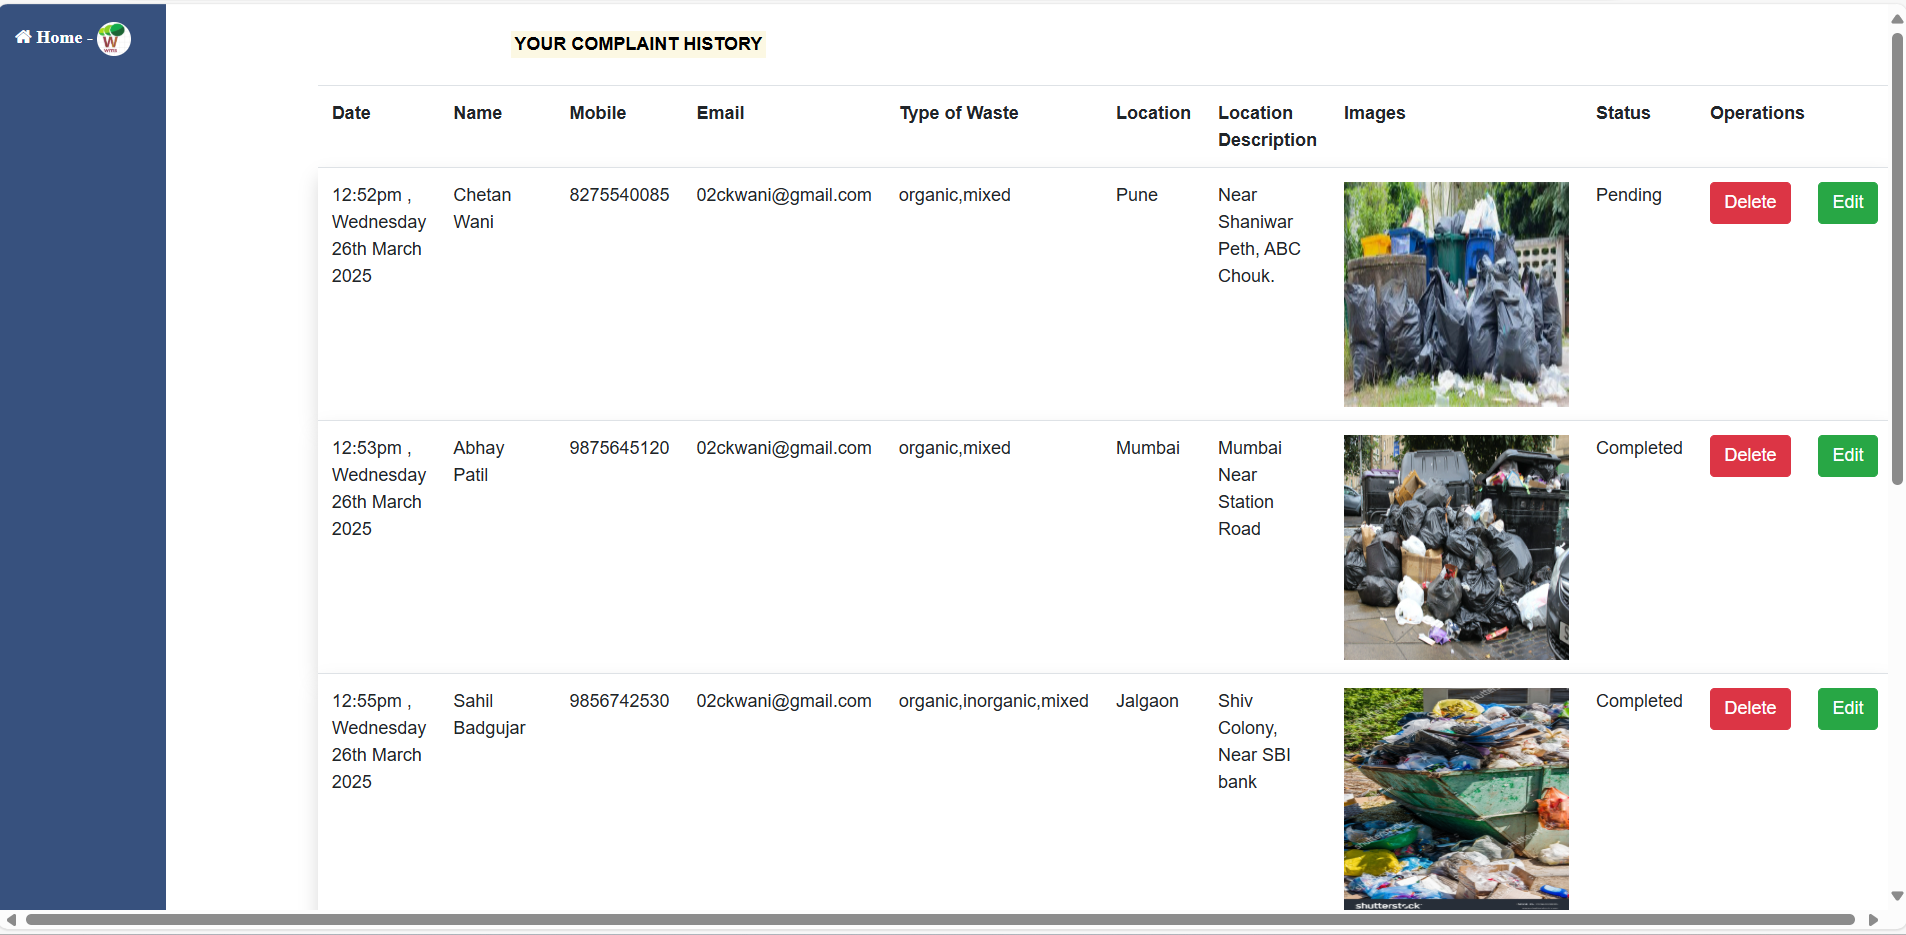 Home -
W
wms
YOUR COMPLAINT HISTORY
Date Name Mobile Email Type of Waste Location Location Description Images Status Operations
12:52pm , Wednesday 26th March 2025
Chetan Wani
8275540085
02ckwani@gmail.com
organic,mixed
Pune
Near Shaniwar Peth, ABC Chouk.
Pending
Delete
Edit
12:53pm , Wednesday 26th March 2025
Abhay Patil
9875645120
02ckwani@gmail.com
organic,mixed
Mumbai
Mumbai Near Station Road
Completed
Delete
Edit
12:55pm , Wednesday 26th March 2025
Sahil Badgujar
9856742530
02ckwani@gmail.com
organic,inorganic,mixed
Jalgaon
Shiv Colony, Near SBI bank
shutterstock
Completed
Delete
Edit